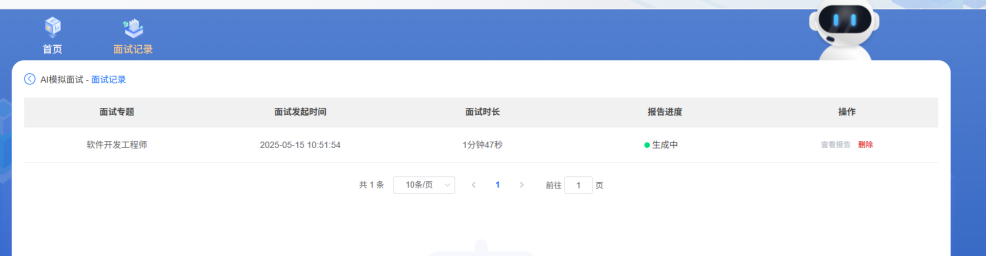 首页 面试记录
AI模拟面试 - 面试记录
面试专题 面试发起时间 面试时长 报告进度 操作
软件开发工程师 2025-05-15 10:51:54 1分钟47秒 生成中 查看报告 删除
共 1 条 10条/页 1 前往 1 页